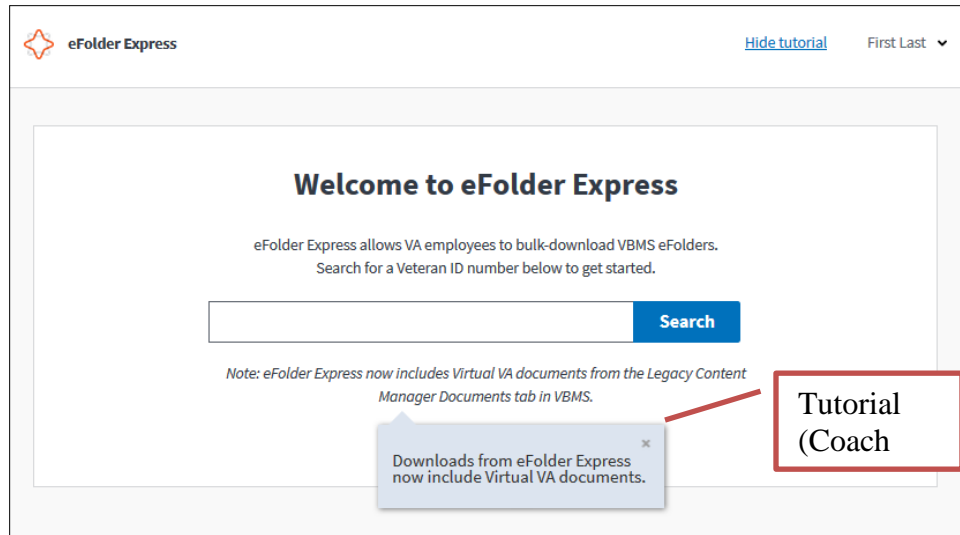 eFolder Express
Hide tutorial
First Last
Welcome to eFolder Express
eFolder Express allows VA employees to bulk-download VBMS eFolders.
Search for a Veteran ID number below to get started.
Search
Note: eFolder Express now includes Virtual VA documents from the Legacy Content
Manager Documents tab in VBMS.
Tutorial
(Coach
×
Downloads from eFolder Express
now include Virtual VA documents.